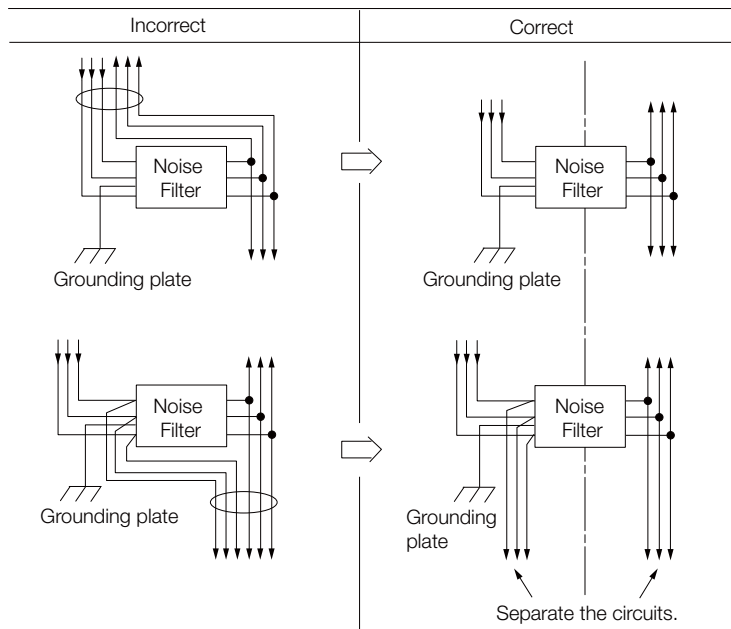 Incorrect
Correct
Noise
Filter
Grounding plate
Noise
Filter
Grounding plate
Noise
Filter
Grounding plate
Noise
Filter
Grounding
plate
Separate the circuits.